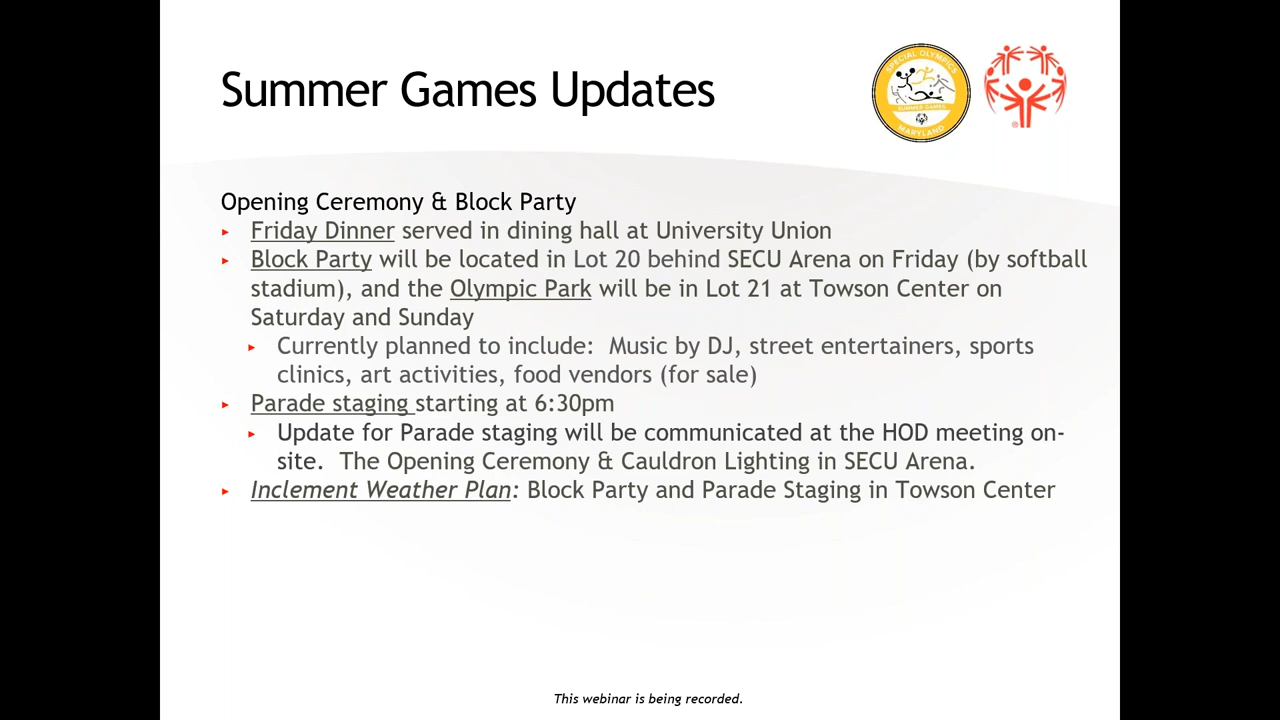 Summer Games Updates
SPECIAL OLYMPICS
SUMMER GAMES
MARYLAND
®
Opening Ceremony & Block Party
▸ Friday Dinner served in dining hall at University Union
▸ Block Party will be located in Lot 20 behind SECU Arena on Friday (by softball
stadium), and the Olympic Park will be in Lot 21 at Towson Center on
Saturday and Sunday
▸ Currently planned to include:  Music by DJ, street entertainers, sports
clinics, art activities, food vendors (for sale)
▸ Parade staging starting at 6:30pm
▸ Update for Parade staging will be communicated at the HOD meeting on-
site.  The Opening Ceremony & Cauldron Lighting in SECU Arena.
▸ Inclement Weather Plan: Block Party and Parade Staging in Towson Center
This webinar is being recorded.